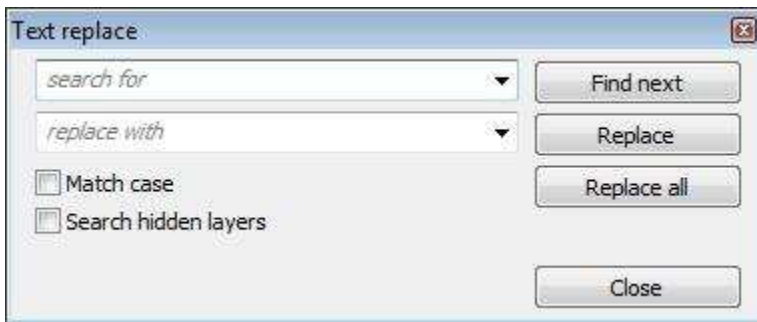 Text replace
search for
Find next
replace with
Replace
Match case
Replace all
Search hidden layers
Close